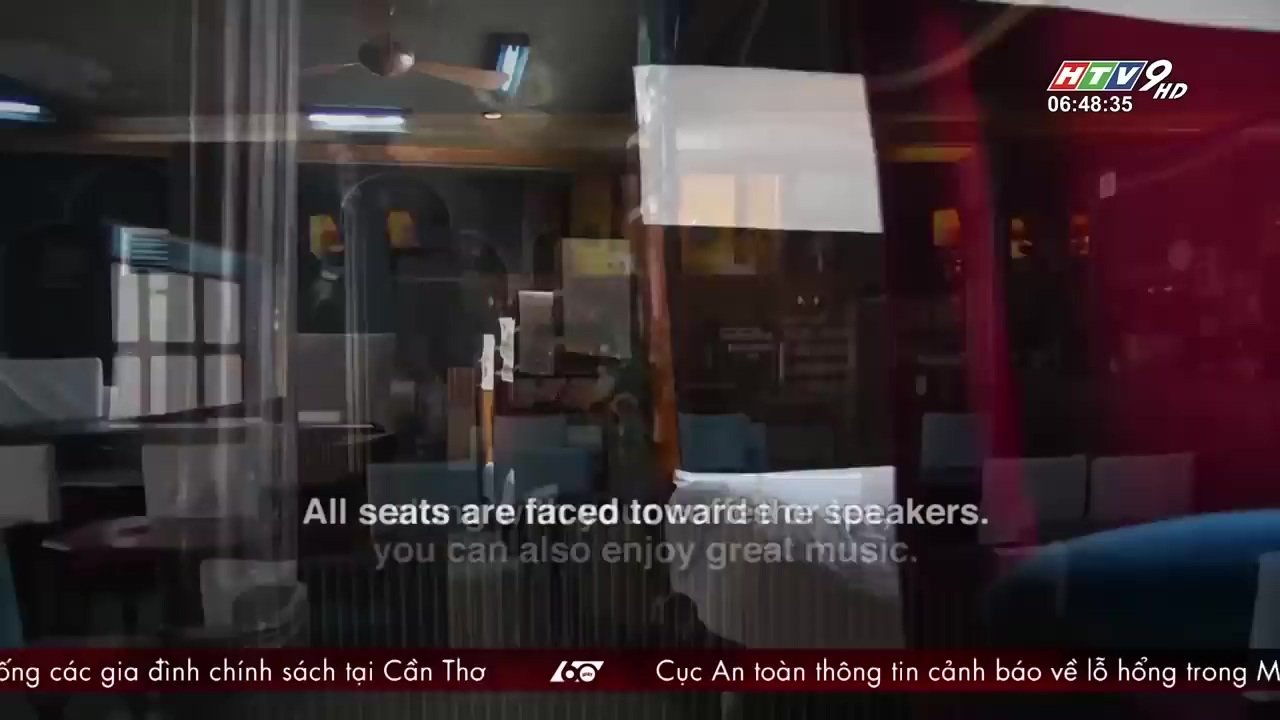 HTV9 HD
06:48:35
All seats are faced toward the speakers.
you can also enjoy great music.
ống các gia đình chính sách tại Cần Thơ
60 giây
Cục An toàn thông tin cảnh báo về lỗ hổng trong M